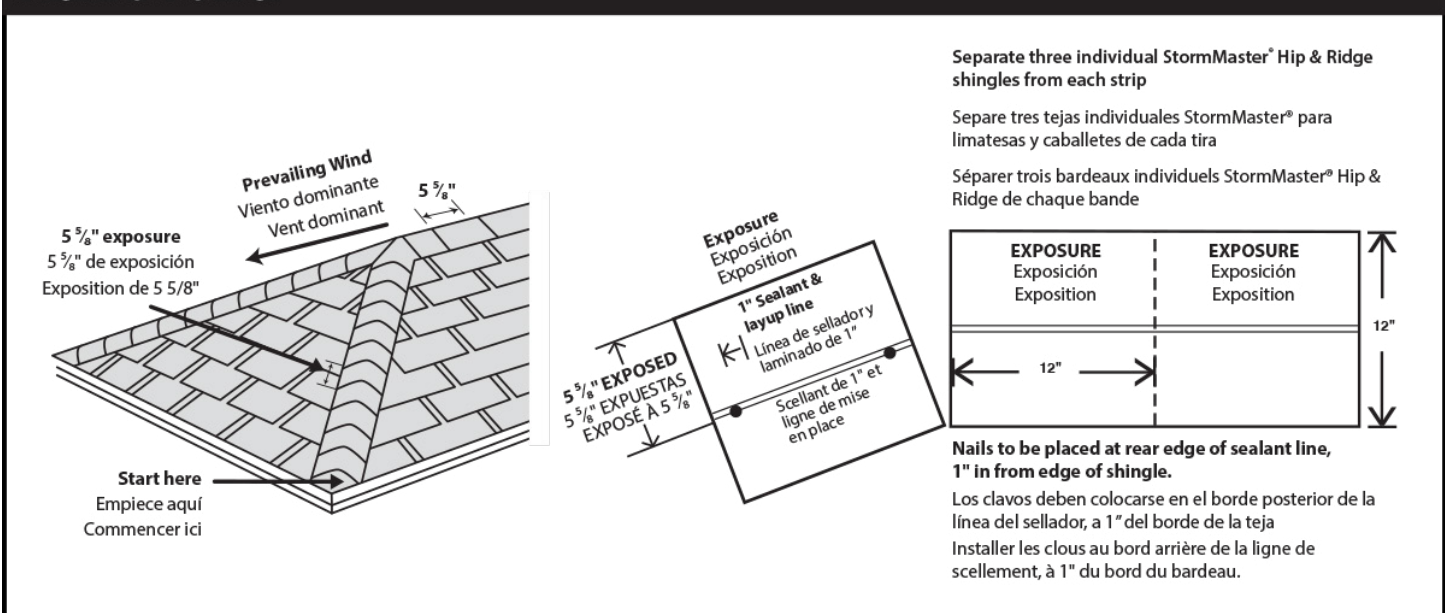 Prevailing Wind
Viento dominante
Vent dominant
5 ⅝"
5 ⅝" exposure
5 ⅝" de exposición
Exposition de 5 5/8"
Start here
Empiece aquí
Commencer ici
Exposure
Exposición
Exposition
1" Sealant &
layup line
Línea de sellador y
laminado de 1"
Scellant de 1" et
ligne de mise
en place
5 ⅝" EXPOSED
5 ⅝" EXPUESTAS
EXPOSÉ À 5 ⅝"
Separate three individual StormMaster® Hip & Ridge
shingles from each strip
Separe tres tejas individuales StormMaster® para
limatesas y caballetes de cada tira
Séparer trois bardeaux individuels StormMaster® Hip &
Ridge de chaque bande
EXPOSURE
Exposición
Exposition
EXPOSURE
Exposición
Exposition
12"
12"
Nails to be placed at rear edge of sealant line,
1" in from edge of shingle.
Los clavos deben colocarse en el borde posterior de la
línea del sellador, a 1” del borde de la teja
Installer les clous au bord arrière de la ligne de
scellement, à 1" du bord du bardeau.